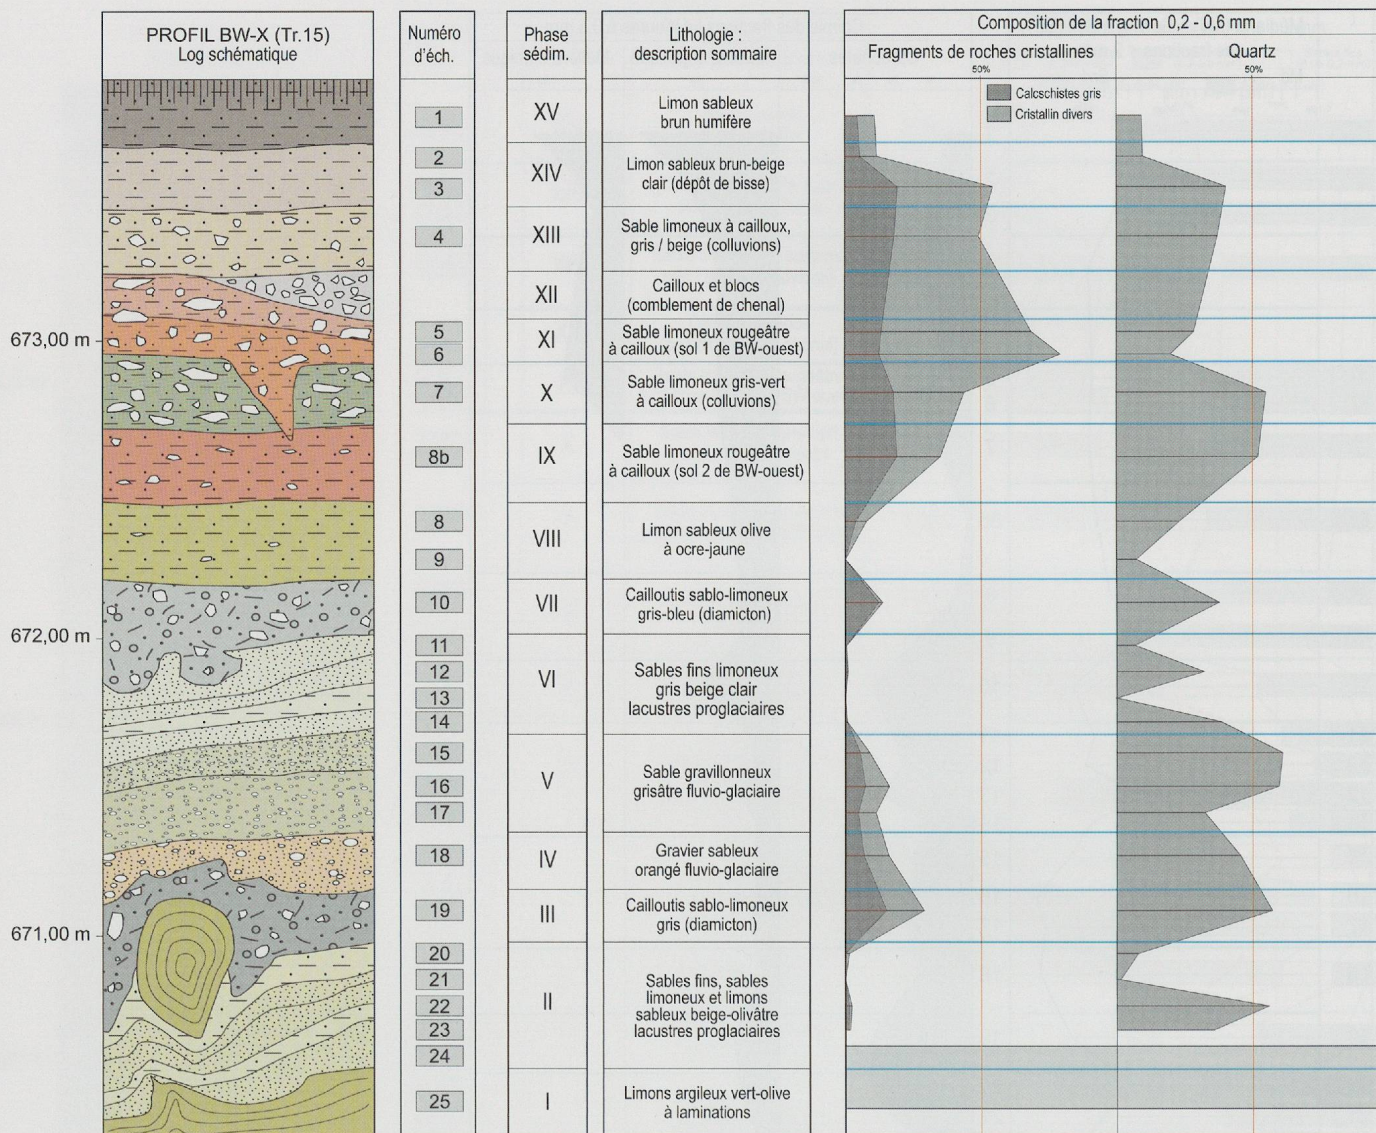 PROFIL BW-X (Tr.15)
Log schématique
Numéro
d'éch.
Phase
sédim.
Lithologie :
description sommaire
Composition de la fraction 0,2 - 0,6 mm
Fragments de roches cristallines
50%
Quartz
50%
Calcschistes gris
Cristallin divers
673,00 m
672,00 m
671,00 m
1
2
3
4
5
6
7
8b
8
9
10
11
12
13
14
15
16
17
18
19
20
21
22
23
24
25
XV
Limon sableux
brun humifère
XIV
Limon sableux brun-beige
clair (dépôt de bisse)
XIII
Sable limoneux à cailloux,
gris / beige (colluvions)
XII
Cailloux et blocs
(comblement de chenal)
XI
Sable limoneux rougeâtre
à cailloux (sol 1 de BW-ouest)
X
Sable limoneux gris-vert
à cailloux (colluvions)
IX
Sable limoneux rougeâtre
à cailloux (sol 2 de BW-ouest)
VIII
Limon sableux olive
à ocre-jaune
VII
Cailloutis sablo-limoneux
gris-bleu (diamicton)
VI
Sables fins limoneux
gris beige clair
lacustres proglaciaires
V
Sable gravillonneux
grisâtre fluvio-glaciaire
IV
Gravier sableux
orangé fluvio-glaciaire
III
Cailloutis sablo-limoneux
gris (diamicton)
II
Sables fins, sables
limoneux et limons
sableux beige-olivâtre
lacustres proglaciaires
I
Limons argileux vert-olive
à laminations